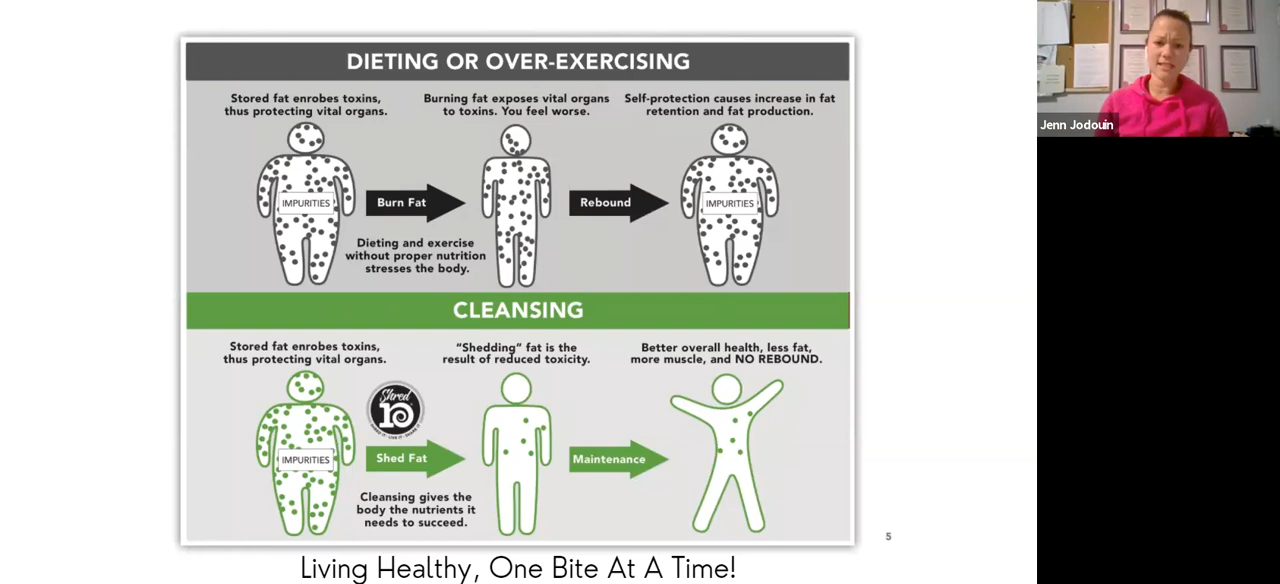 DIETING OR OVER-EXERCISING
Stored fat enrobes toxins,
thus protecting vital organs.
Burning fat exposes vital organs
to toxins. You feel worse.
Self-protection causes increase in fat
retention and fat production.
IMPURITIES
Burn Fat
Rebound
IMPURITIES
Dieting and exercise
without proper nutrition
stresses the body.
CLEANSING
Stored fat enrobes toxins,
thus protecting vital organs.
“Shedding” fat is the
result of reduced toxicity.
Better overall health, less fat,
more muscle, and NO REBOUND.
Shred
10
IMPURITIES
Shed Fat
Maintenance
Cleansing gives the
body the nutrients it
needs to succeed.
5
Living Healthy, One Bite At A Time!
Jenn Jodouin